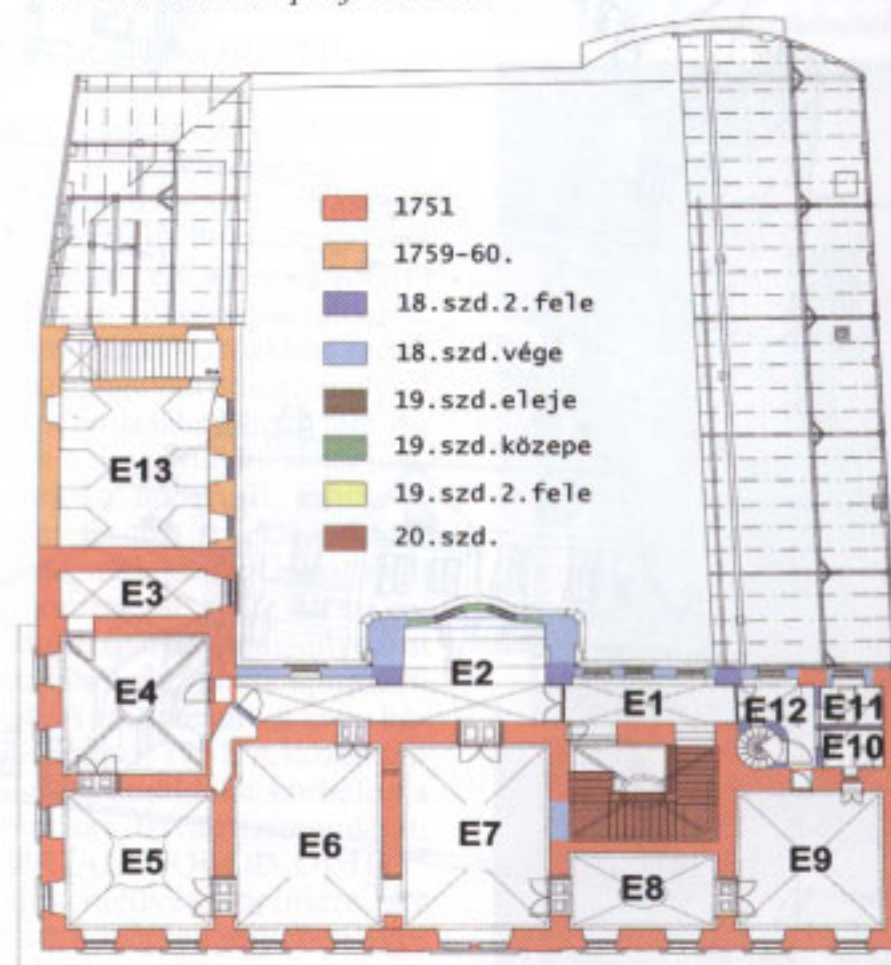 1751
1759-60.
18.szd.2.fele
18.szd.vége
19.szd.eleje
19.szd.közepe
19.szd.2.fele
20.szd.
E13
E3
E4
E2
E1
E12
E11
E10
E5
E6
E7
E8
E9